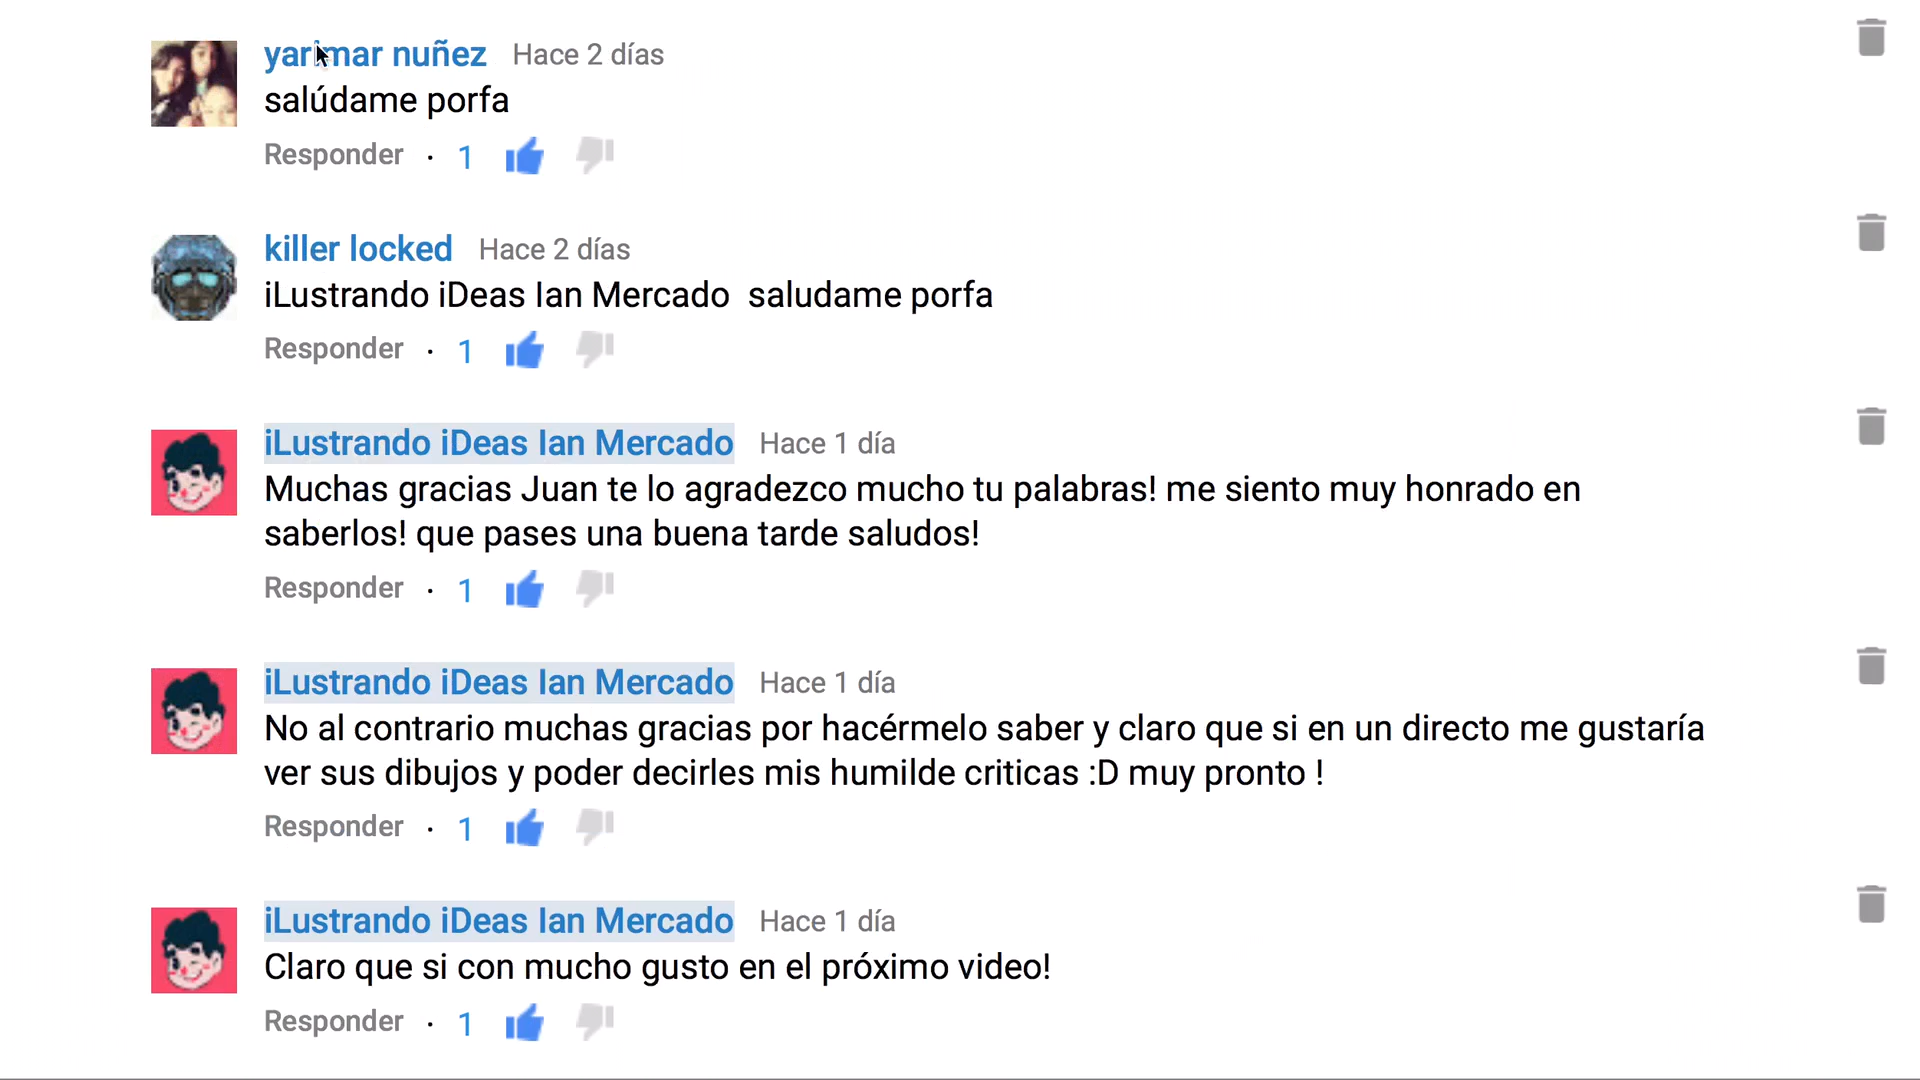 yarimar nuñez Hace 2 días
salúdame porfa
Responder · 1
killer locked Hace 2 días
iLustrando iDeas Ian Mercado saludame porfa
Responder · 1
iLustrando iDeas Ian Mercado Hace 1 día
Muchas gracias Juan te lo agradezco mucho tu palabras! me siento muy honrado en
saberlos! que pases una buena tarde saludos!
Responder · 1
iLustrando iDeas Ian Mercado Hace 1 día
No al contrario muchas gracias por hacérmelo saber y claro que si en un directo me gustaría
ver sus dibujos y poder decirles mis humilde criticas :D muy pronto !
Responder · 1
iLustrando iDeas Ian Mercado Hace 1 día
Claro que si con mucho gusto en el próximo video!
Responder · 1